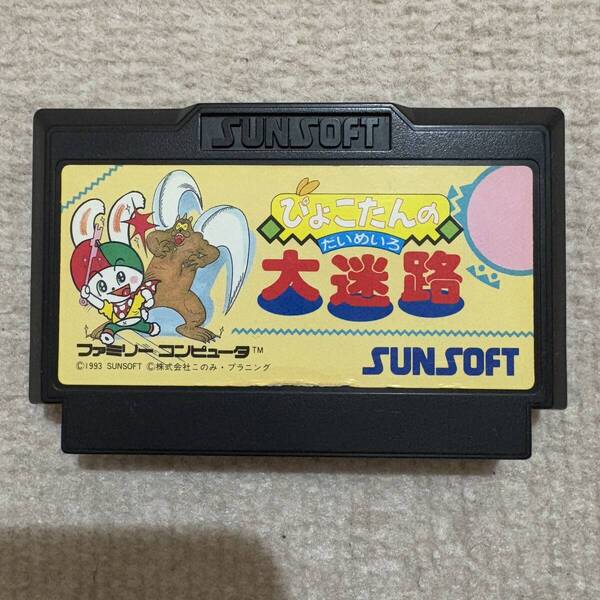 SUNSOFT
ぴょこたんの
だいめいろ
大迷路
ファミリーコンピュータ™
SUNSOFT
©1993 SUNSOFT ©株式会社このみ・プラニング